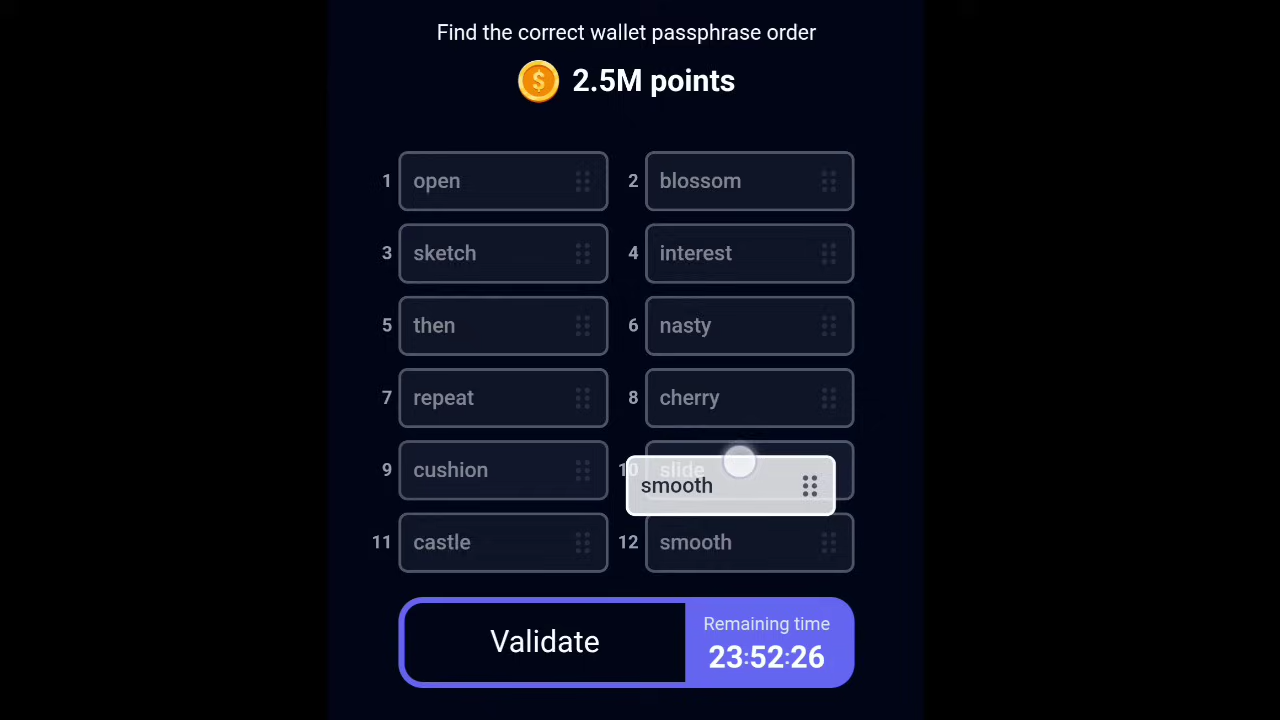 Find the correct wallet passphrase order
2.5M points
1 open
2 blossom
3 sketch
4 interest
5 then
6 nasty
7 repeat
8 cherry
9 cushion
10 slide
smooth
11 castle
12 smooth
Validate
Remaining time
23:52:26